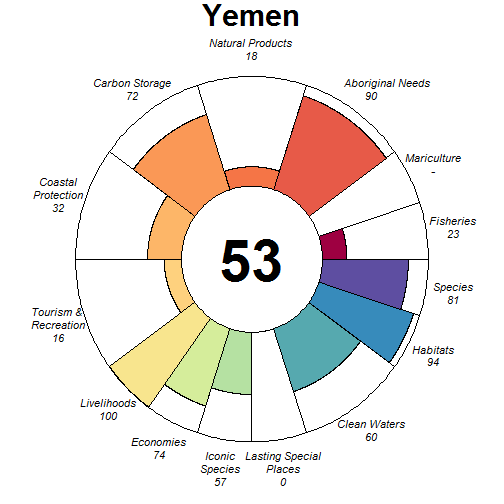 Yemen
Natural Products
18
Carbon Storage
72
Aboriginal Needs
90
Mariculture
-
Coastal
Protection
32
Fisheries
23
53
Species
81
Tourism &
Recreation
16
Habitats
94
Livelihoods
100
Clean Waters
60
Economies
74
Iconic
Species
57
Lasting Special
Places
0